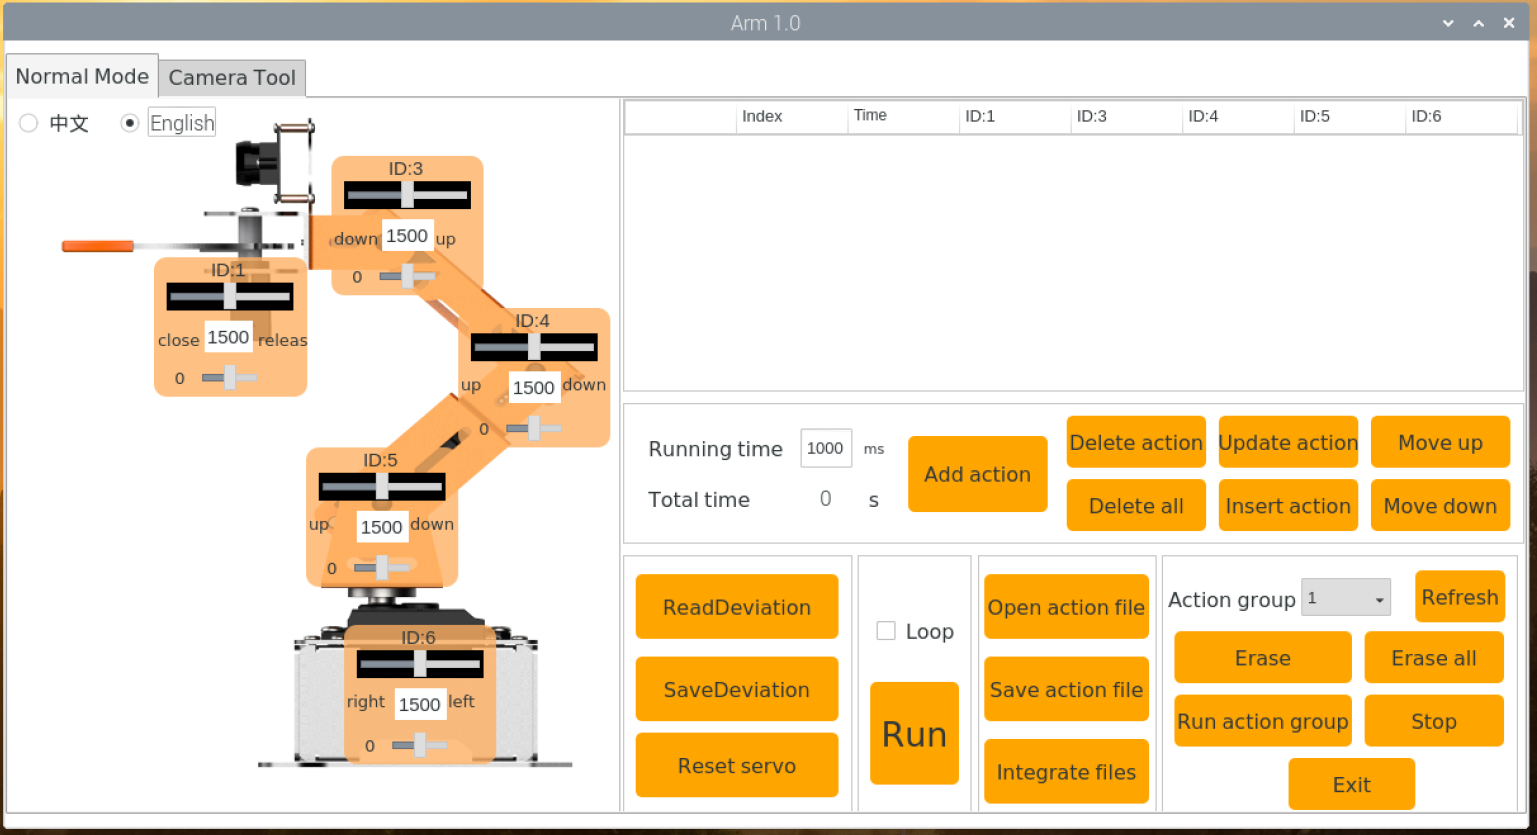 Arm 1.0
Normal Mode
Camera Tool
中文
English
ID:3
1500
down
up
0
ID:1
1500
close
releas
0
ID:4
up
1500
down
0
ID:5
up
1500
down
0
ID:6
right
1500
left
0
Index Time ID:1 ID:3 ID:4 ID:5 ID:6
Running time 1000 ms
Total time 0 s
Add action
Delete action
Update action
Move up
Delete all
Insert action
Move down
ReadDeviation
SaveDeviation
Reset servo
Loop
Run
Open action file
Save action file
Integrate files
Action group 1
Refresh
Erase
Erase all
Run action group
Stop
Exit